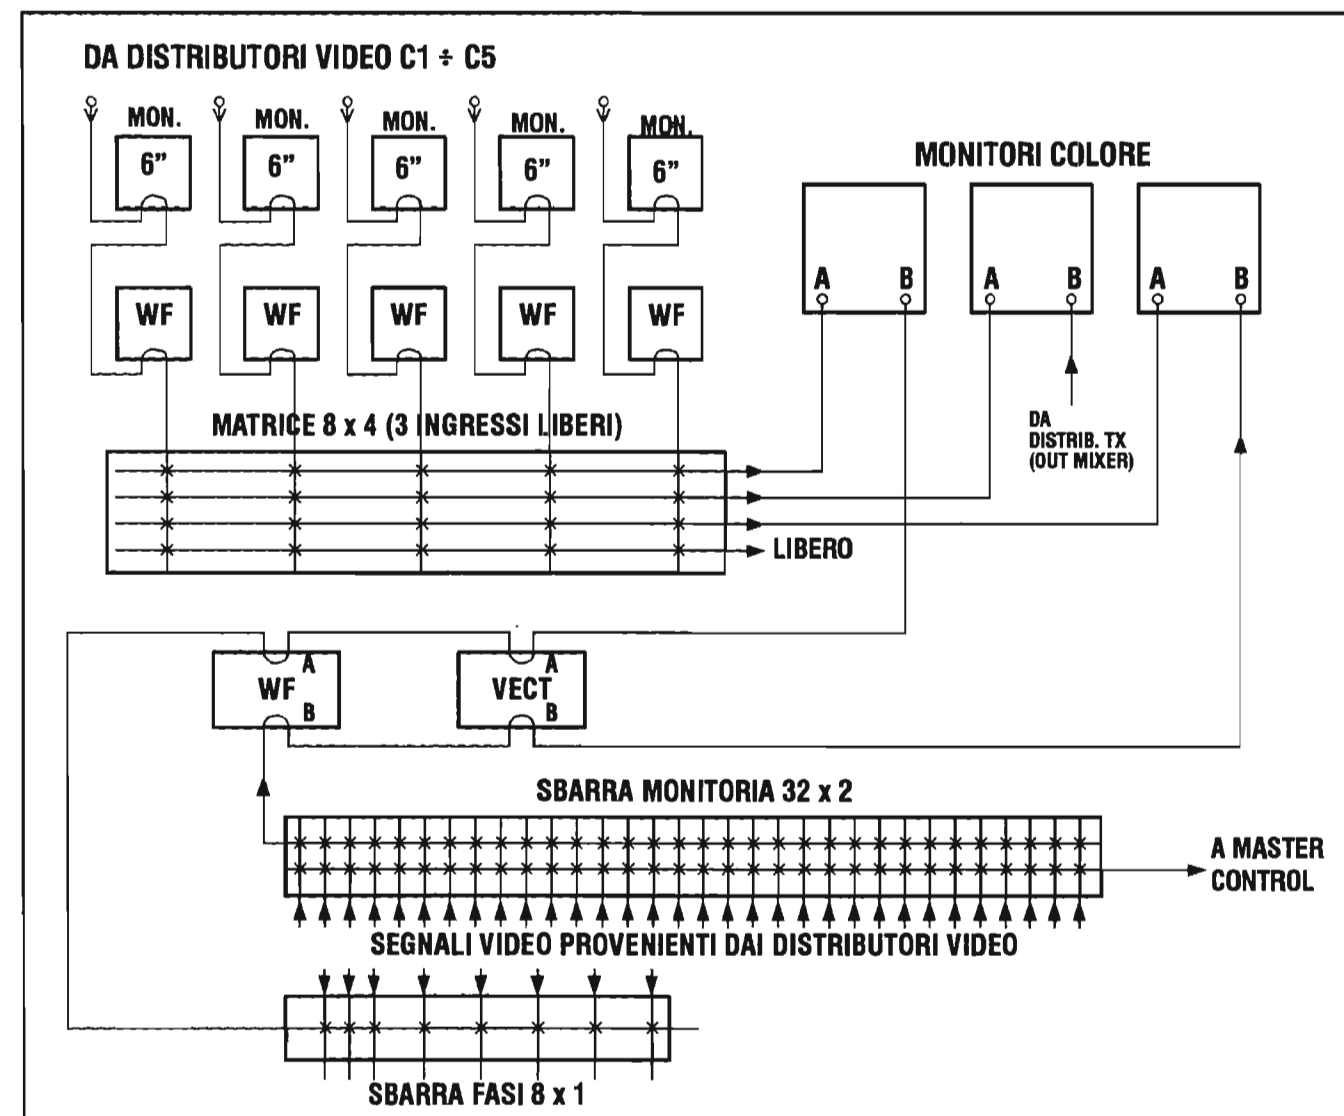 DA DISTRIBUTORI VIDEO C1 ÷ C5
MON. MON. MON. MON. MON.
6” 6” 6” 6” 6”
MONITORI COLORE
A B A B A B
WF WF WF WF WF
DA
DISTRIB. TX
(OUT MIXER)
MATRICE 8 x 4 (3 INGRESSI LIBERI)
LIBERO
A A
WF VECT
B B
SBARRA MONITORIA 32 x 2
A MASTER
CONTROL
SEGNALI VIDEO PROVENIENTI DAI DISTRIBUTORI VIDEO
SBARRA FASI 8 x 1